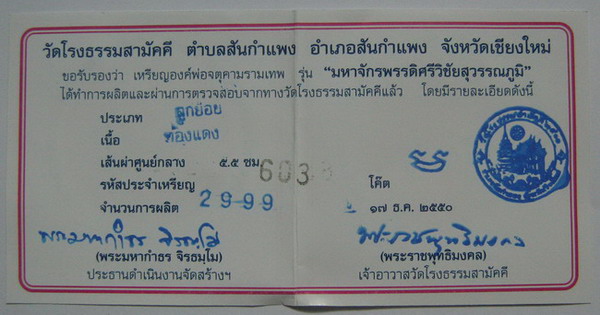 วัดโรงธรรมสามัคคี ตำบลสันกำแพง อำเภอสันกำแพง จังหวัดเชียงใหม่
ขอรับรองว่า เหรียญองค์พ่อจตุคามรามเทพ รุ่น “มหาจักรพรรดิศรีวิชัยสุวรรณภูมิ”
ได้ทำการผลิตและผ่านการตรวจสอบจากทางวัดโรงธรรมสามัคคีแล้ว โดยมีรายละเอียดดังนี้
ประเภท ลูกย่อย
เนื้อ ทองแดง
เส้นผ่าศูนย์กลาง ๕.๕ ซม.
รหัสประจำเหรียญ 603 โค๊ต
จำนวนการผลิต 2999 ๑๗ ธ.ค. ๒๕๕๐
(พระมหากำธร จิรธมฺโม) (พระราชพุทธิมงคล)
ประธานดำเนินงานจัดสร้างฯ เจ้าอาวาสวัดโรงธรรมสามัคคี